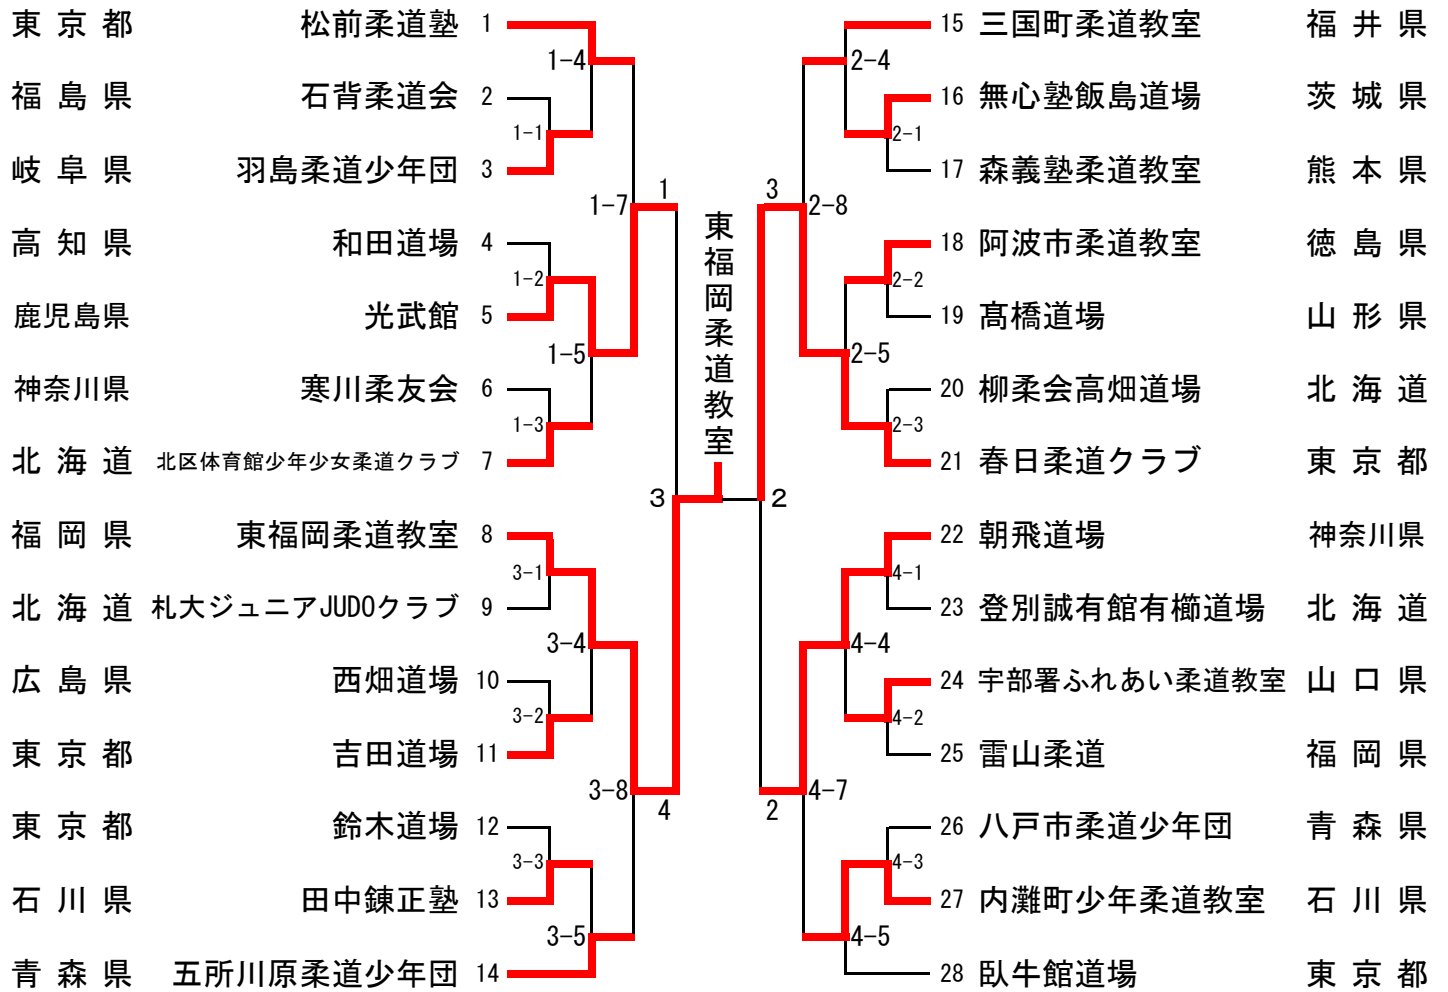 東京都 松前柔道塾 1
1-4
福島県 石背柔道会 2
1-1
岐阜県 羽島柔道少年団 3
1-7
1
高知県 和田道場 4
1-2
鹿児島県 光武館 5
1-5
神奈川県 寒川柔友会 6
1-3
北海道 北区体育館少年少女柔道クラブ 7
3
福岡県 東福岡柔道教室 8
3-1
北海道 札大ジュニアJUDOクラブ 9
3-4
広島県 西畑道場 10
3-2
東京都 吉田道場 11
3-8
4
東京都 鈴木道場 12
3-3
石川県 田中錬正塾 13
3-5
青森県 五所川原柔道少年団 14
東福岡柔道教室
15 三国町柔道教室 福井県
2-4
16 無心塾飯島道場 茨城県
2-1
17 森義塾柔道教室 熊本県
3
2-8
18 阿波市柔道教室 徳島県
2-2
19 髙橋道場 山形県
2-5
20 柳柔会高畑道場 北海道
2-3
21 春日柔道クラブ 東京都
2
22 朝飛道場 神奈川県
4-1
23 登別誠有館有櫛道場 北海道
4-4
24 宇部署ふれあい柔道教室 山口県
4-2
25 雷山柔道 福岡県
2
4-7
26 八戸市柔道少年団 青森県
4-3
27 内灘町少年柔道教室 石川県
4-5
28 臥牛館道場 東京都